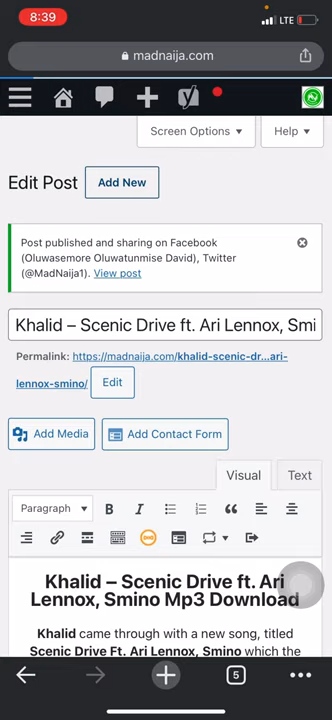 8:39
LTE
madnaija.com
Screen Options
Help
Edit Post
Add New
Post published and sharing on Facebook
(Oluwasemore Oluwatunmise David), Twitter
(@MadNaija1). View post
Khalid – Scenic Drive ft. Ari Lennox, Smi
Permalink: https://madnaija.com/khalid-scenic-dr...ari-
lennox-smino/ Edit
Add Media
Add Contact Form
Visual
Text
Paragraph
B
I
Khalid – Scenic Drive ft. Ari
Lennox, Smino Mp3 Download
Khalid came through with a new song, titled
Scenic Drive Ft. Ari Lennox, Smino which the
5